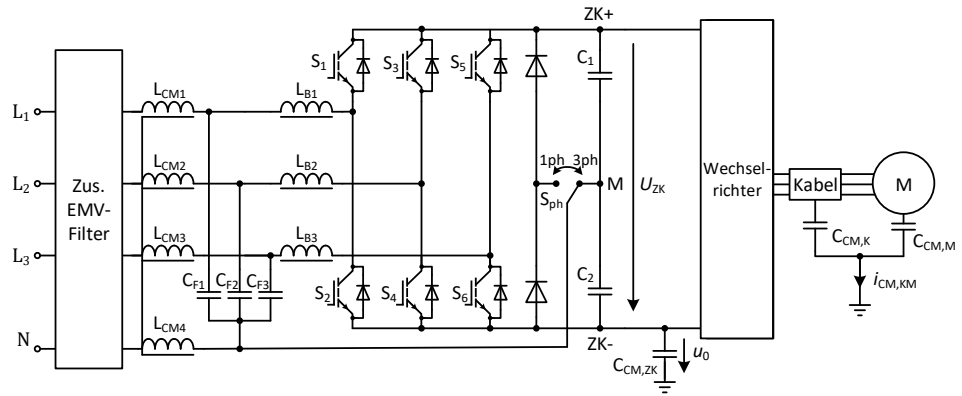 ZK+
S1
S3
S5
C1
LCM1
LB1
L1
LCM2
LB2
1ph 3ph
L2
Zus.
EMV-
Filter
Sph
M
UZK
Wechsel-
richter
Kabel
M
LCM3
LB3
L3
CF1
CF2
CF3
CCM,K
CCM,M
S2
S4
S6
C2
iCM,KM
LCM4
N
ZK-
CCM,ZK
u0